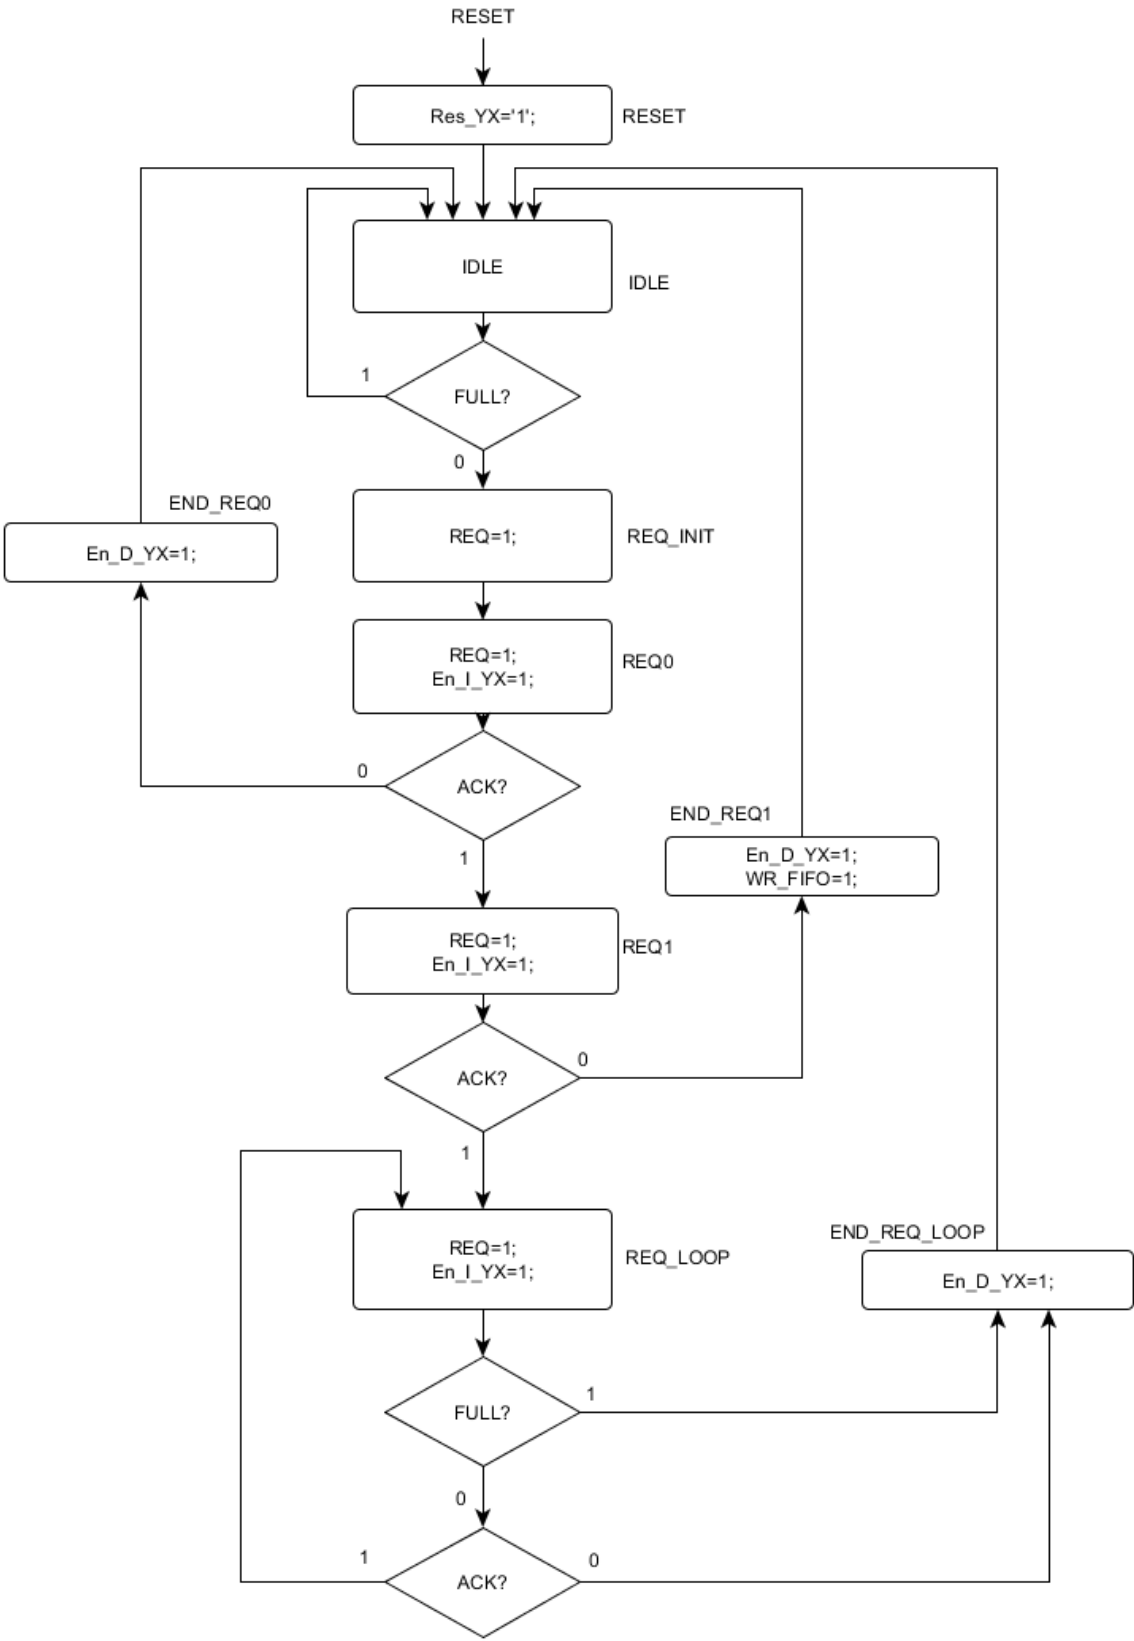 RESET
Res_YX='1';
RESET
IDLE
IDLE
1
FULL?
0
END_REQ0
En_D_YX=1;
REQ=1;
REQ_INIT
REQ=1;
En_I_YX=1;
REQ0
0
ACK?
1
END_REQ1
En_D_YX=1;
WR_FIFO=1;
REQ=1;
En_I_YX=1;
REQ1
ACK?
0
1
REQ=1;
En_I_YX=1;
REQ_LOOP
END_REQ_LOOP
En_D_YX=1;
FULL?
1
0
1
ACK?
0